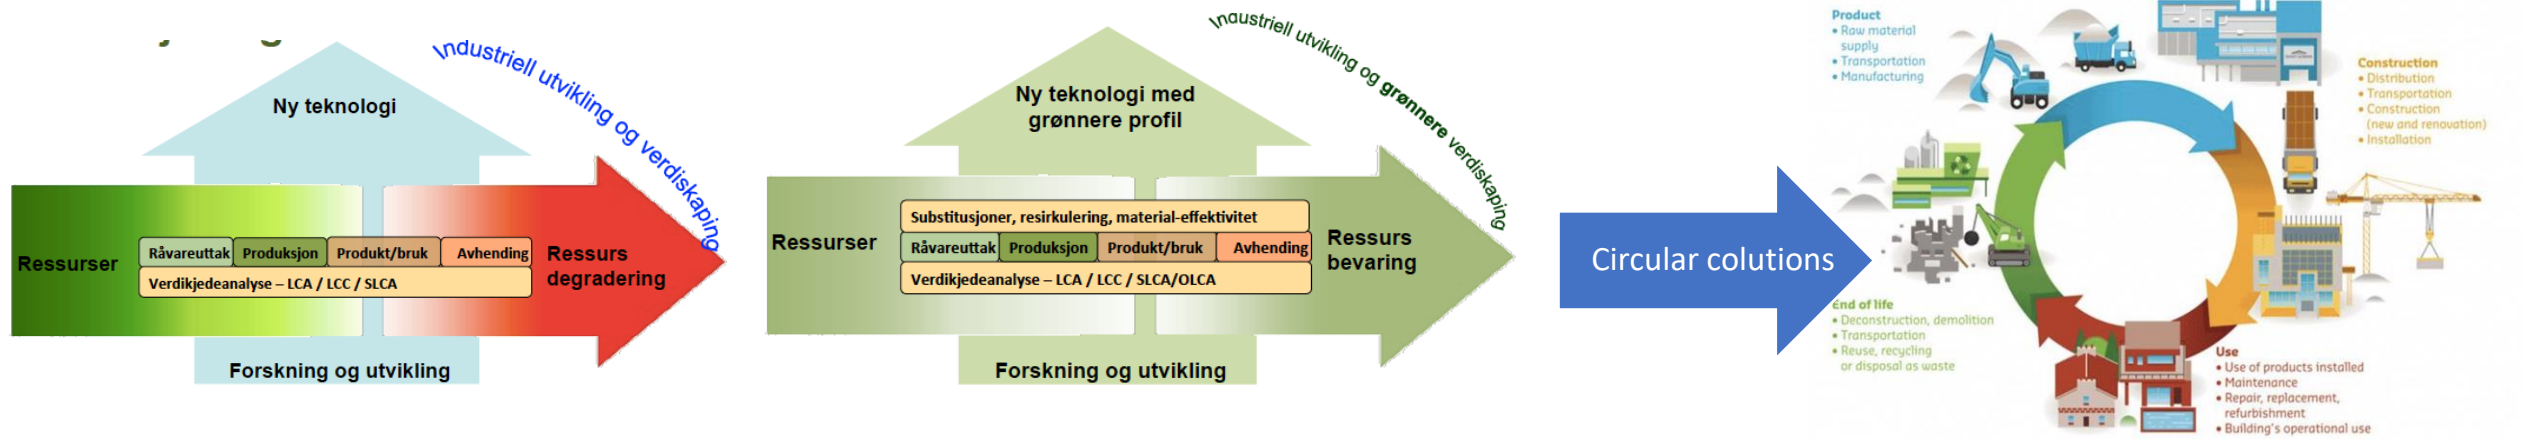 Ny teknologi
Industriell utvikling og verdiskaping
Ressurser
Råvareuttak
Produksjon
Produkt/bruk
Avhending
Verdikjedeanalyse – LCA / LCC / SLCA
Ressurs
degradering
Forskning og utvikling
Ny teknologi med
grønnere profil
Industriell utvikling og grønnere verdiskaping
Ressurser
Substitusjoner, resirkulering, material-effektivitet
Råvareuttak
Produksjon
Produkt/bruk
Avhending
Verdikjedeanalyse – LCA / LCC / SLCA/OLCA
Ressurs
bevaring
Forskning og utvikling
Circular colutions
Product
• Raw material
supply
• Transportation
• Manufacturing
Construction
• Distribution
• Transportation
• Construction
(new and renovation)
• Installation
End of life
• Deconstruction, demolition
• Transportation
• Reuse, recycling
or disposal as waste
Use
• Use of products installed
• Maintenance
• Repair, replacement,
refurbishment
• Building's operational use